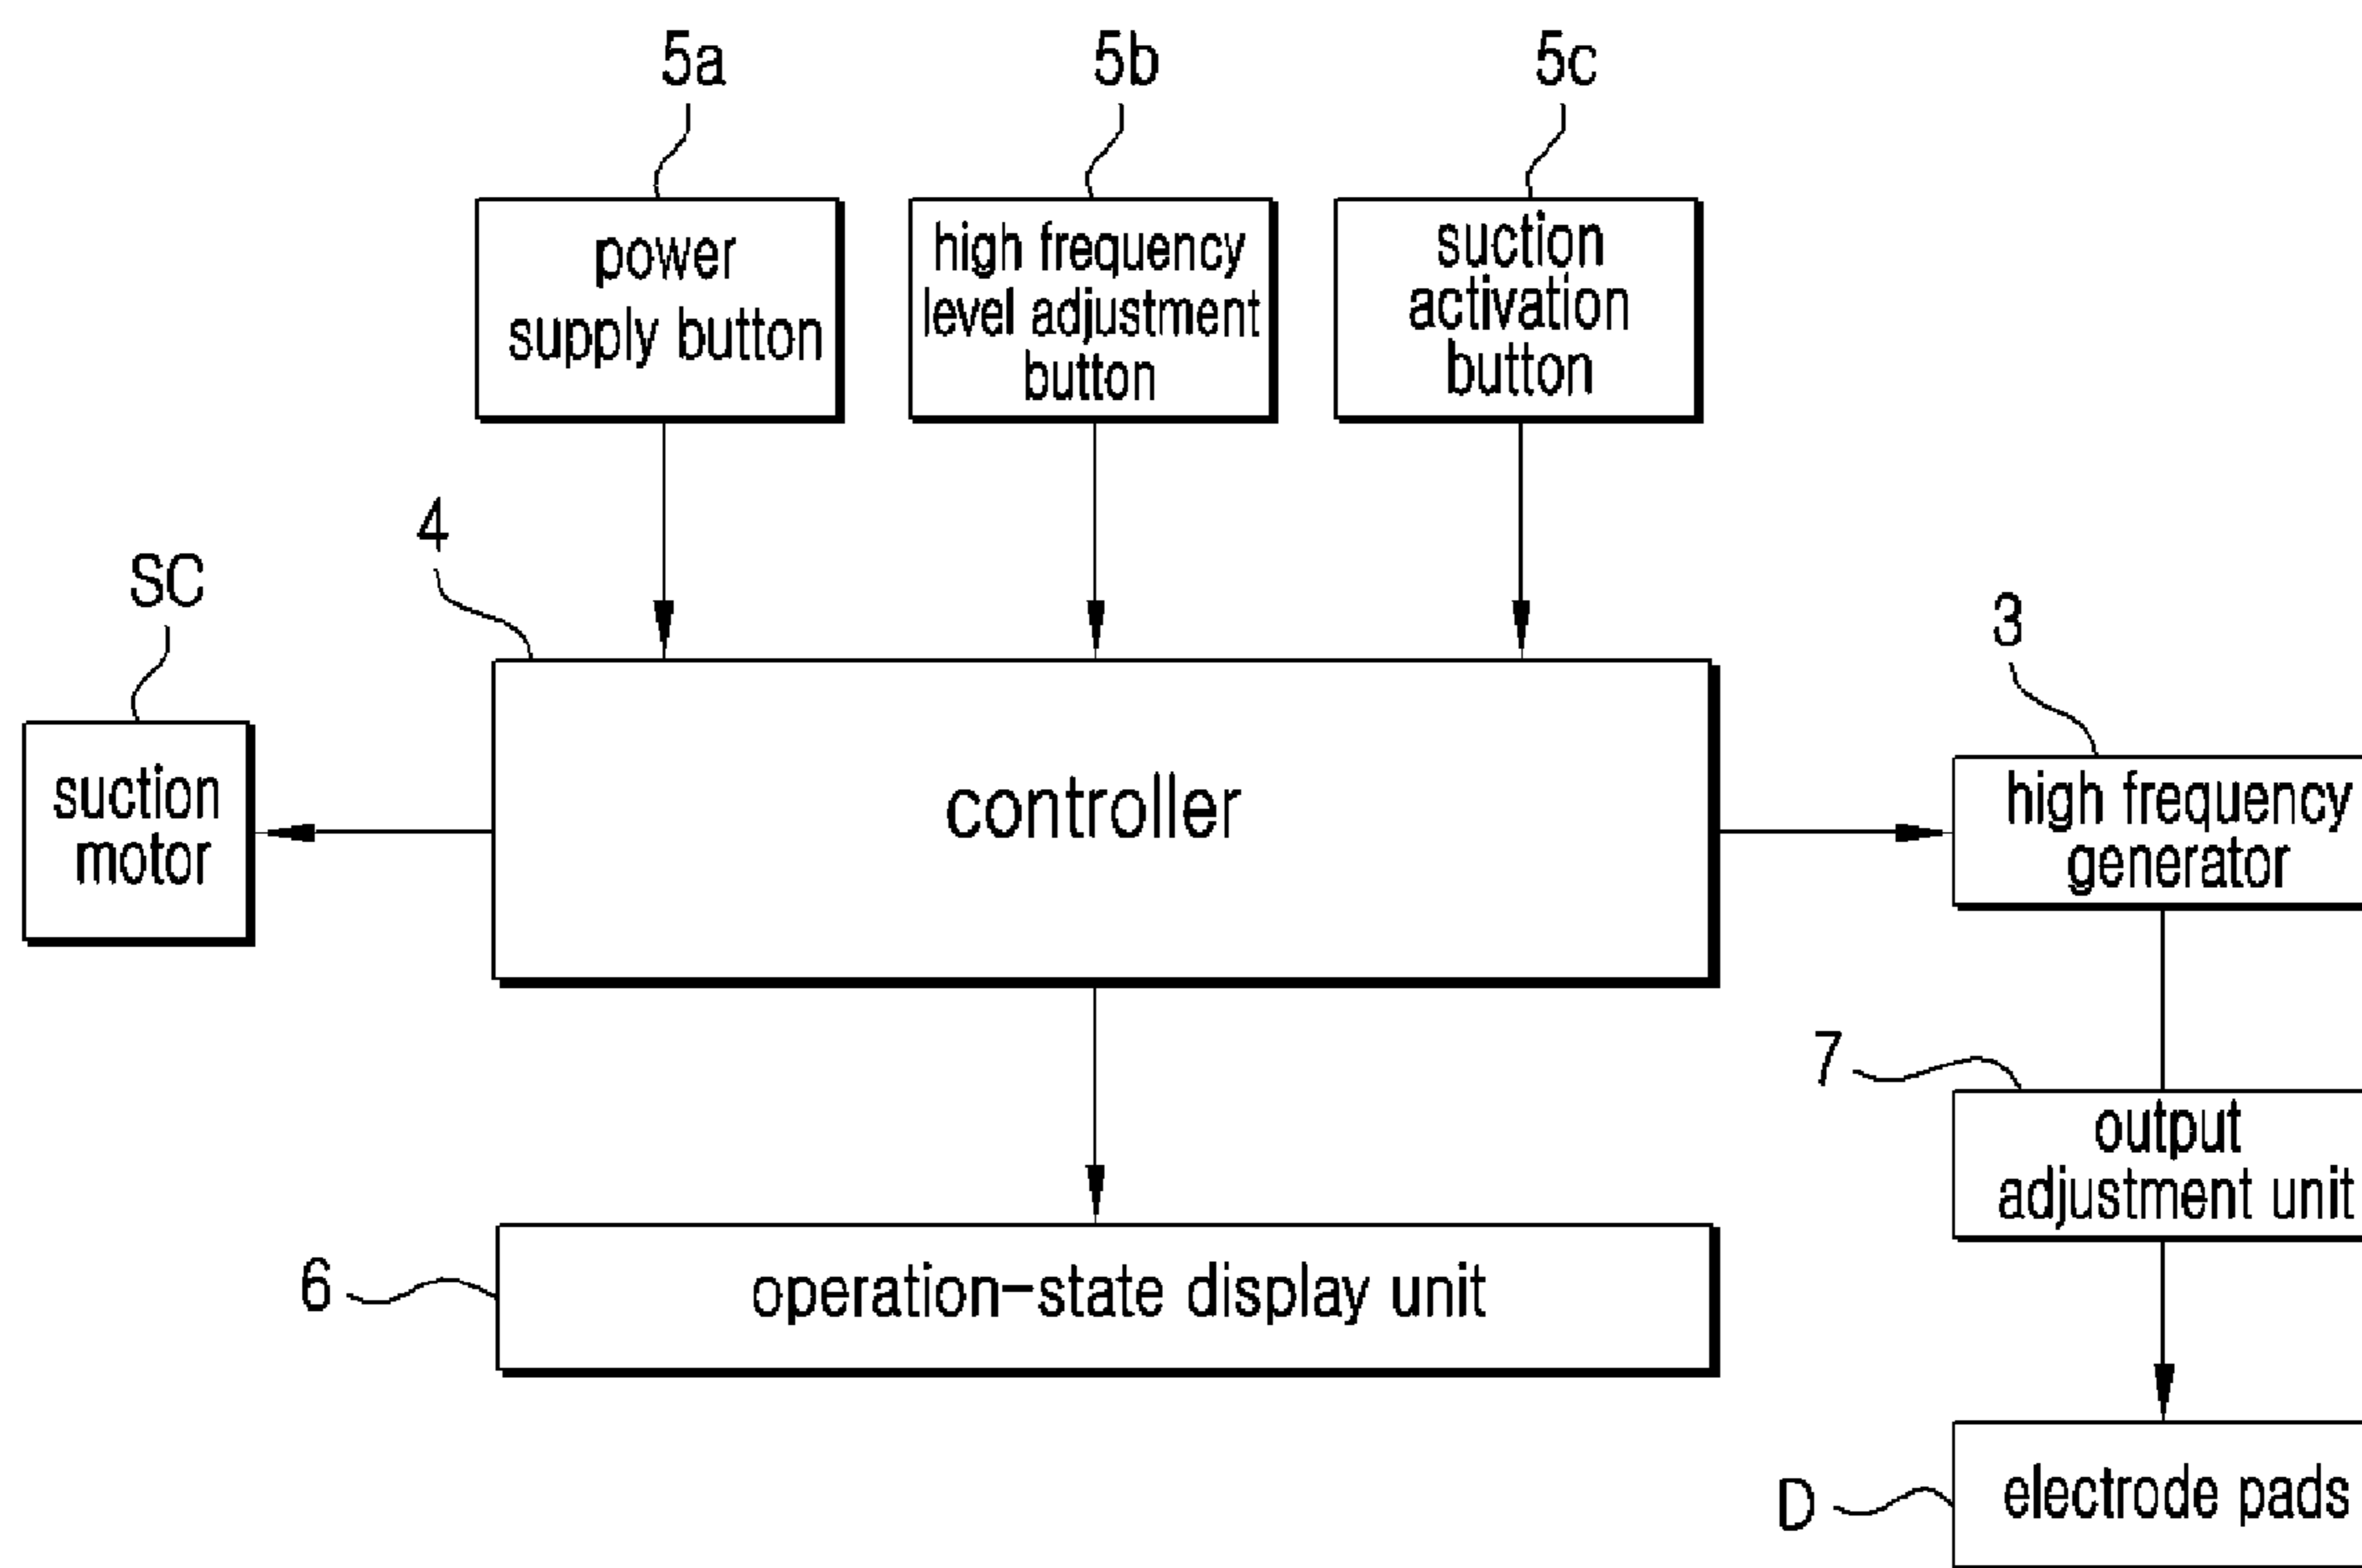 5a
5b
5c
power
supply button
high frequency
level adjustment
button
suction
activation
button
4
SC
3
suction
motor
controller
high frequency
generator
7
output
adjustment unit
6
operation-state display unit
D
electrode pads